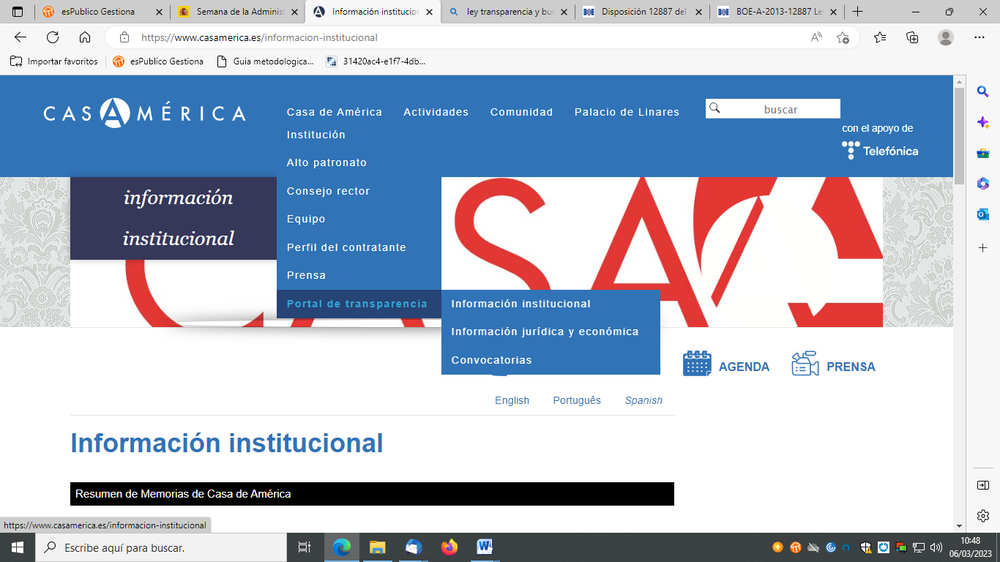 esPublico Gestiona
Semana de la Administ
Información institucion
ley transparencia y bue
Disposición 12887 del
BOE-A-2013-12887 Le
https://www.casamerica.es/informacion-institucional
Importar favoritos
esPublico Gestiona
Guia metodologica...
31420ac4-e1f7-4db...
CASAMÉRICA
Casa de América
Actividades
Comunidad
Palacio de Linares
buscar
con el apoyo de
Telefónica
Institución
Alto patronato
Consejo rector
Equipo
Perfil del contratante
Prensa
Portal de transparencia
Información institucional
Información jurídica y económica
Convocatorias
información
institucional
AGENDA
PRENSA
English
Português
Spanish
Información institucional
Resumen de Memorias de Casa de América
https://www.casamerica.es/informacion-institucional
Escribe aquí para buscar.
10:48
06/03/2023